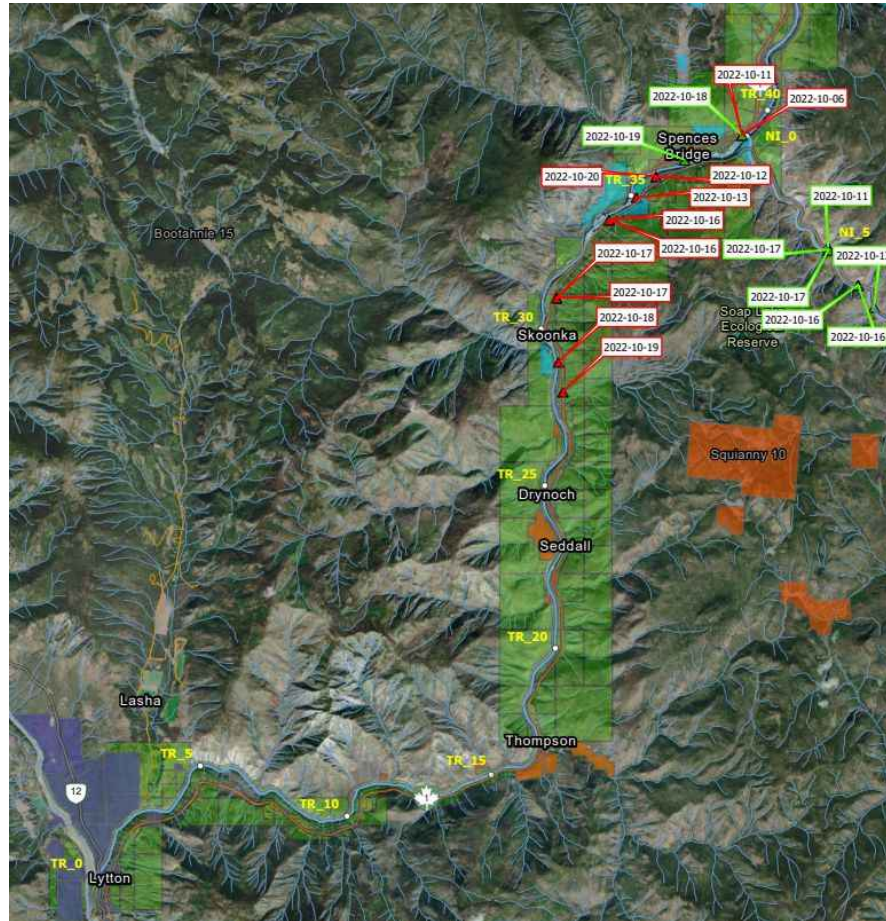 2022-10-11
2022-10-18
TR_40
2022-10-06
2022-10-19
Spences
Bridge
NI_0
2022-10-20
TR_35
2022-10-12
2022-10-13
2022-10-11
2022-10-16
Bootahnie 15
NI_5
2022-10-16
2022-10-17
2022-10-17
2022-10-17
2022-10-17
TR_30
Skoonka
Soap
Ecolog
Reserve
2022-10-16
2022-10-18
2022-10-16
2022-10-19
Squianny 10
TR_25
Drynoch
Seddall
TR_20
Lasha
Thompson
TR_5
TR_15
12
TR_10
1
TR_0
Lytton